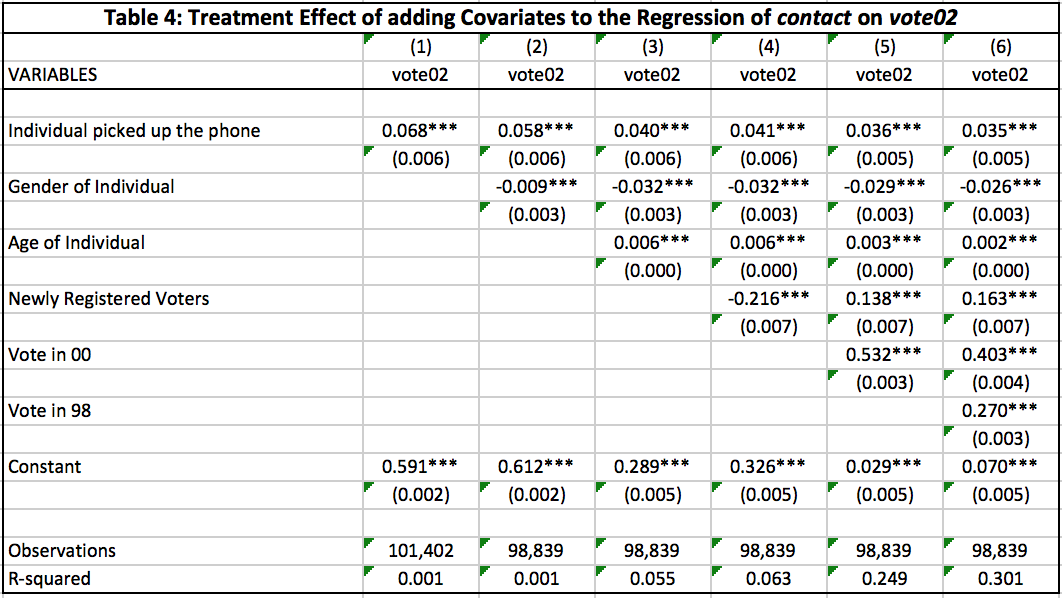 Table 4: Treatment Effect of adding Covariates to the Regression of contact on vote02
(1) (2) (3) (4) (5) (6)
VARIABLES vote02 vote02 vote02 vote02 vote02 vote02
Individual picked up the phone 0.068*** 0.058*** 0.040*** 0.041*** 0.036*** 0.035***
(0.006) (0.006) (0.006) (0.006) (0.005) (0.005)
Gender of Individual -0.009*** -0.032*** -0.032*** -0.029*** -0.026***
(0.003) (0.003) (0.003) (0.003) (0.003)
Age of Individual 0.006*** 0.006*** 0.003*** 0.002***
(0.000) (0.000) (0.000) (0.000)
Newly Registered Voters -0.216*** 0.138*** 0.163***
(0.007) (0.007) (0.007)
Vote in 00 0.532*** 0.403***
(0.003) (0.004)
Vote in 98 0.270***
(0.003)
Constant 0.591*** 0.612*** 0.289*** 0.326*** 0.029*** 0.070***
(0.002) (0.002) (0.005) (0.005) (0.005) (0.005)
Observations 101,402 98,839 98,839 98,839 98,839 98,839
R-squared 0.001 0.001 0.055 0.063 0.249 0.301